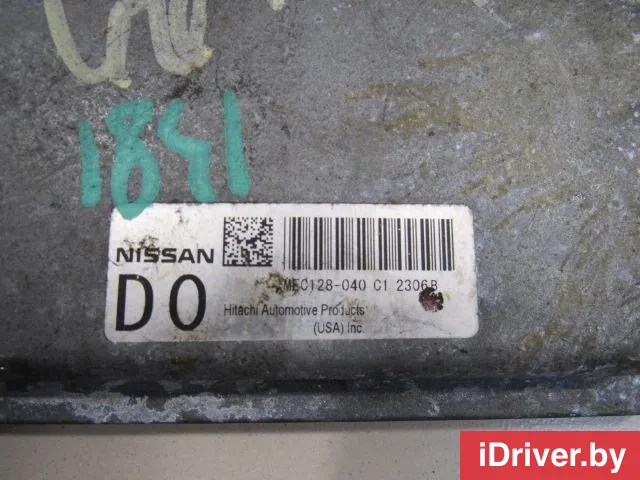 1841
NISSAN
D0
MEC128-040 C1 2306B
Hitachi Automotive Products
(USA) Inc.
iDriver.by